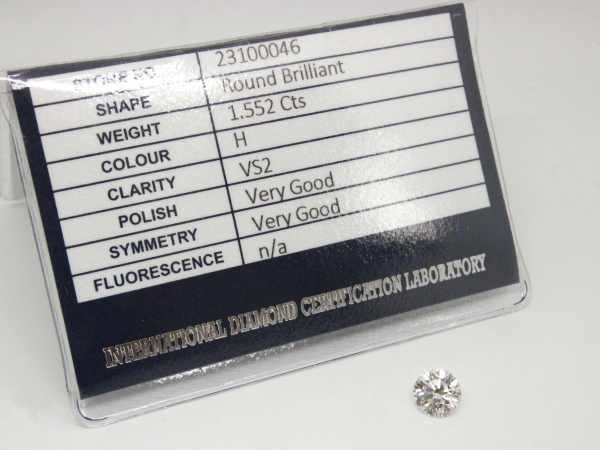 STONE NO 23100046
SHAPE Round Brilliant
WEIGHT 1.552 Cts
COLOUR H
CLARITY VS2
POLISH Very Good
SYMMETRY Very Good
FLUORESCENCE n/a
INTERNATIONAL DIAMOND CERTIFICATION LABORATORY